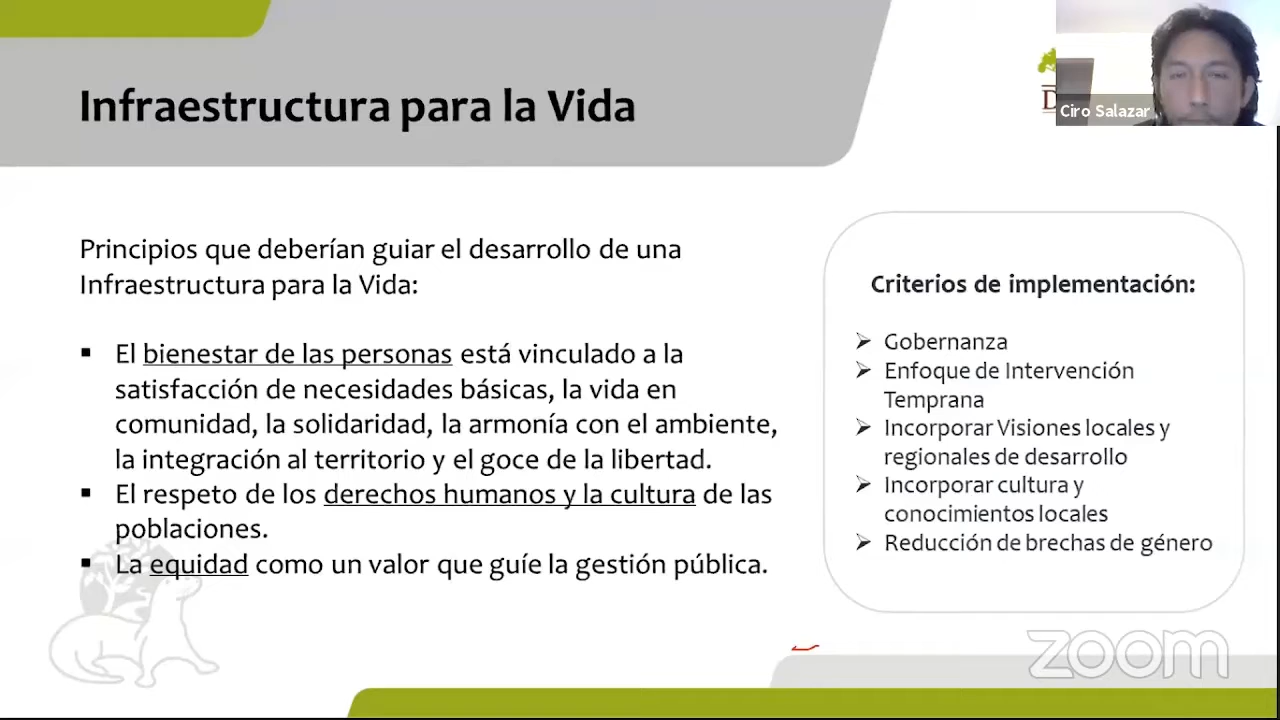 Infraestructura para la Vida
Ciro Salazar
Principios que deberían guiar el desarrollo de una
Infraestructura para la Vida:
▪ El bienestar de las personas está vinculado a la
satisfacción de necesidades básicas, la vida en
comunidad, la solidaridad, la armonía con el ambiente,
la integración al territorio y el goce de la libertad.
▪ El respeto de los derechos humanos y la cultura de las
poblaciones.
▪ La equidad como un valor que guíe la gestión pública.
Criterios de implementación:
➢ Gobernanza
➢ Enfoque de Intervención
Temprana
➢ Incorporar Visiones locales y
regionales de desarrollo
➢ Incorporar cultura y
conocimientos locales
➢ Reducción de brechas de género
zoom